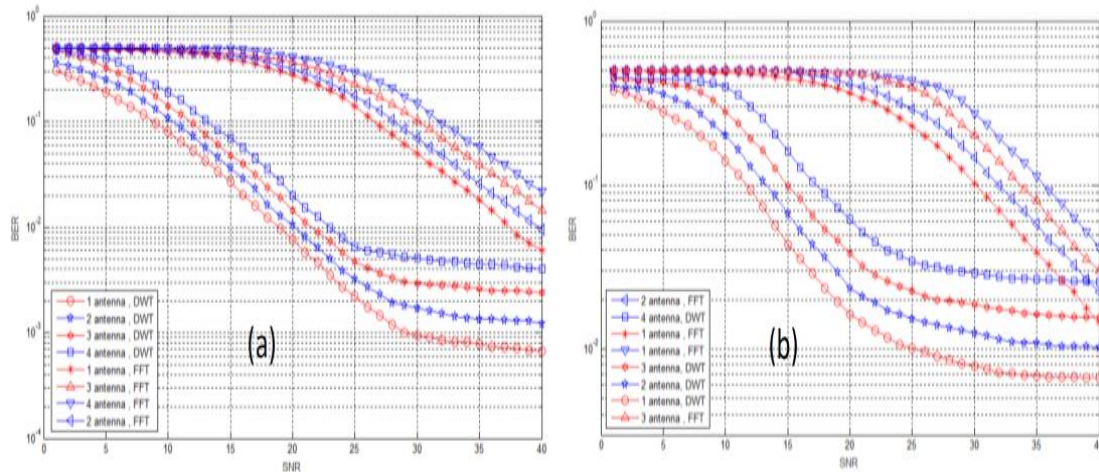 10^0
10^-1
10^-2
10^-3
10^-4
BER
0 5 10 15 20 25 30 35 40
SNR
1 antenna , DWT
2 antenna , DWT
3 antenna , DWT
4 antenna , DWT
1 antenna , FFT
3 antenna , FFT
4 antenna , FFT
2 antenna , FFT
(a)
10^0
10^-1
10^-2
BER
0 5 10 15 20 25 30 35 40
SNR
2 antenna , FFT
4 antenna, DWT
1 antenna , FFT
1 antenna , FFT
3 antenna, DWT
2 antenna, DWT
1 antenna, DWT
3 antenna , FFT
(b)